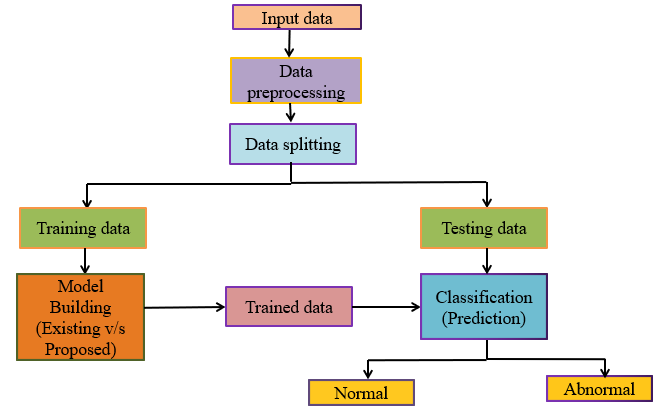 Input data
Data
preprocessing
Data splitting
Training data
Testing data
Model
Building
(Existing v/s
Proposed)
Trained data
Classification
(Prediction)
Normal
Abnormal